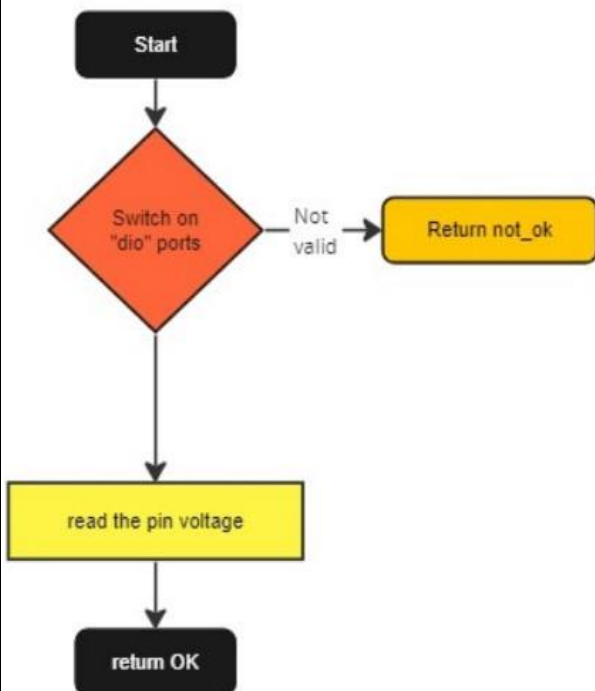 Start
Switch on
"dio" ports
Not
valid
Return not_ok
read the pin voltage
return OK